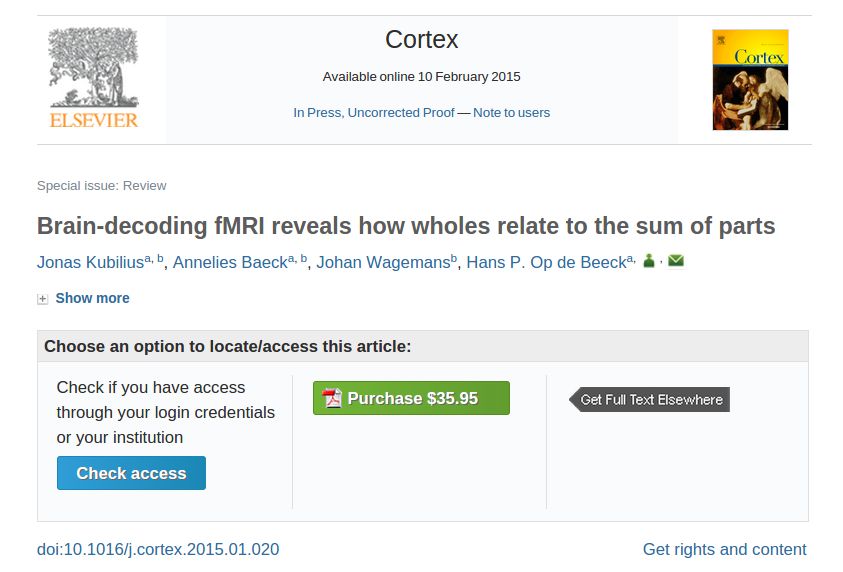 ELSEVIER
Cortex
Available online 10 February 2015
In Press, Uncorrected Proof — Note to users
Cortex
Special issue: Review
Brain-decoding fMRI reveals how wholes relate to the sum of parts
Jonas Kubilius a, b, Annelies Baeck a, b, Johan Wagemans b, Hans P. Op de Beeck a, ,
Show more
Choose an option to locate/access this article:
Check if you have access
through your login credentials
or your institution
Check access
Purchase $35.95
Get Full Text Elsewhere
doi:10.1016/j.cortex.2015.01.020
Get rights and content